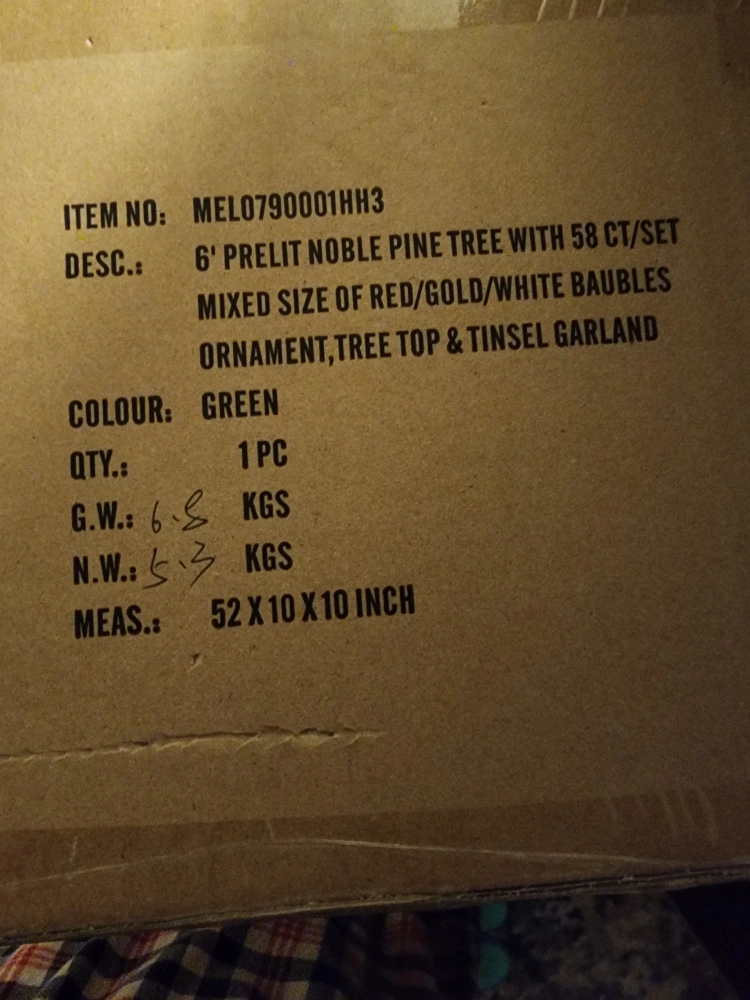 ITEM NO: MEL0790001HH3
DESC.: 6' PRELIT NOBLE PINE TREE WITH 58 CT/SET
MIXED SIZE OF RED/GOLD/WHITE BAUBLES
ORNAMENT,TREE TOP & TINSEL GARLAND
COLOUR: GREEN
QTY.: 1 PC
G.W.: 6.8 KGS
N.W.: 5.3 KGS
MEAS.: 52 X 10 X 10 INCH